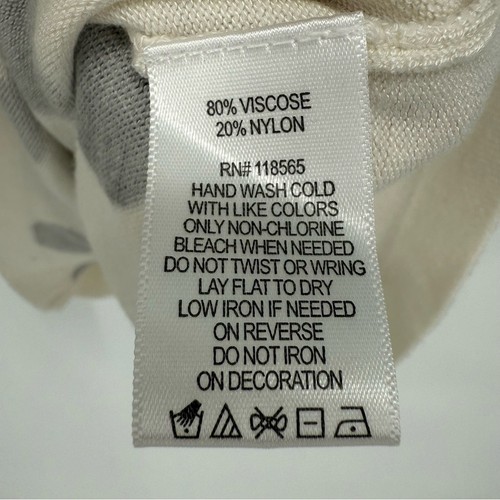 80% VISCOSE
20% NYLON
RN# 118565
HAND WASH COLD
WITH LIKE COLORS
ONLY NON-CHLORINE
BLEACH WHEN NEEDED
DO NOT TWIST OR WRING
LAY FLAT TO DRY
LOW IRON IF NEEDED
ON REVERSE
DO NOT IRON
ON DECORATION